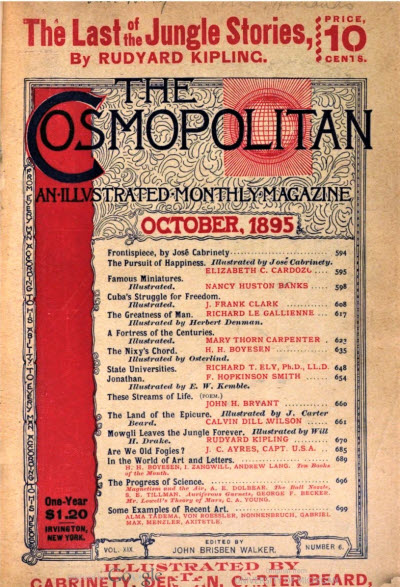 The Last of the Jungle Stories,
By RUDYARD KIPLING.
PRICE,
10
CENTS.
THE
COSMOPOLITAN
AN·ILLVSTRATED·MONTHLY·MAGAZINE
OCTOBER, 1895
Frontispiece, by José Cabrinety 594
The Pursuit of Happiness. Illustrated by José Cabrinety.
ELIZABETH C. CARDOZO .... 595
Famous Miniatures.
Illustrated. NANCY HUSTON BANKS ... 598
Cuba's Struggle for Freedom.
Illustrated. J. FRANK CLARK .... 608
The Greatness of Man. RICHARD LE GALLIENNE .... 617
Illustrated by Herbert Denman.
A Fortress of the Centuries.
Illustrated. MARY THORN CARPENTER ...
The Nixy's Chord. H. H. BOYESEN .... 635
Illustrated by Osterlind.
State Universities. RICHARD T. ELY, Ph.D., LL.D. 648
Jonathan. F. HOPKINSON SMITH .... 654
Illustrated by E. W. Kemble.
These Streams of Life. (POEM.)
JOHN H. BRYANT .... 660
The Land of the Epicure. Illustrated by J. Carter
Beard. CALVIN DILL WILSON .... 661
Mowgli Leaves the Jungle Forever. Illustrated by Will
H. Drake. RUDYARD KIPLING .... 670
Are We Old Fogies? J. C. AYRES, CAPT. U.S.A. 685
In the World of Art and Letters. 689
H. H. BOYESEN, I. ZANGWILL, ANDREW LANG. Ten Books
of the Month.
The Progress of Science. 696
Magnetism and the Air, A. E. DOLBEAR. The
S. E. TILLMAN. Auriferous Garnets, GEORGE F. BECKER.
Mr. Lowell's Theory of Mars, C. A. YOUNG.
Some Examples of Recent Art. 699
ALMA TADEMA, VON ROESSLER, NONNENBRUCH, GABRIEL
MAX, MENZLER,
One-Year
$1.20
IRVINGTON,
NEW YORK.
VOL. XIX
EDITED BY
JOHN BRISBEN WALKER.
NUMBER 6.
ILLUSTRATED BY
CABRINETY, CARTER BEARD,